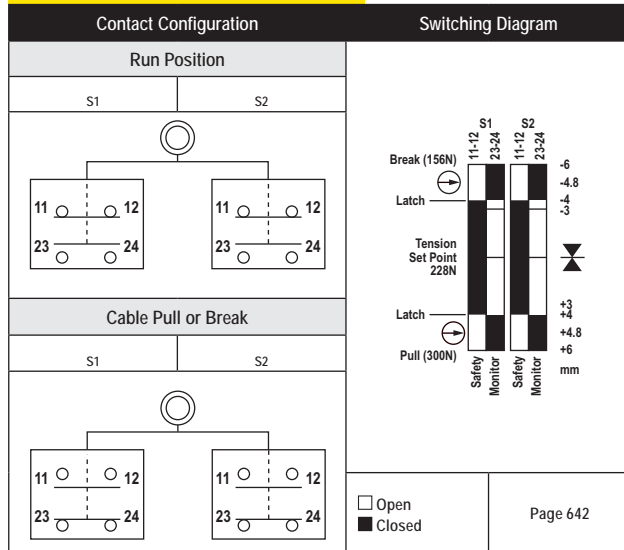 Contact Configuration
Switching Diagram
Run Position
S1
S2
11
12
23
24
11
12
23
24
Cable Pull or Break
S1
S2
11
12
23
24
11
12
23
24
S1
S2
11-12
23-24
11-12
23-24
Break (156N)
Latch
Tension
Set Point
228N
Latch
Pull (300N)
-6
-4.8
-4
-3
+3
+4
+4.8
+6
mm
Safety
Monitor
Safety
Monitor
Open
Closed
Page 642